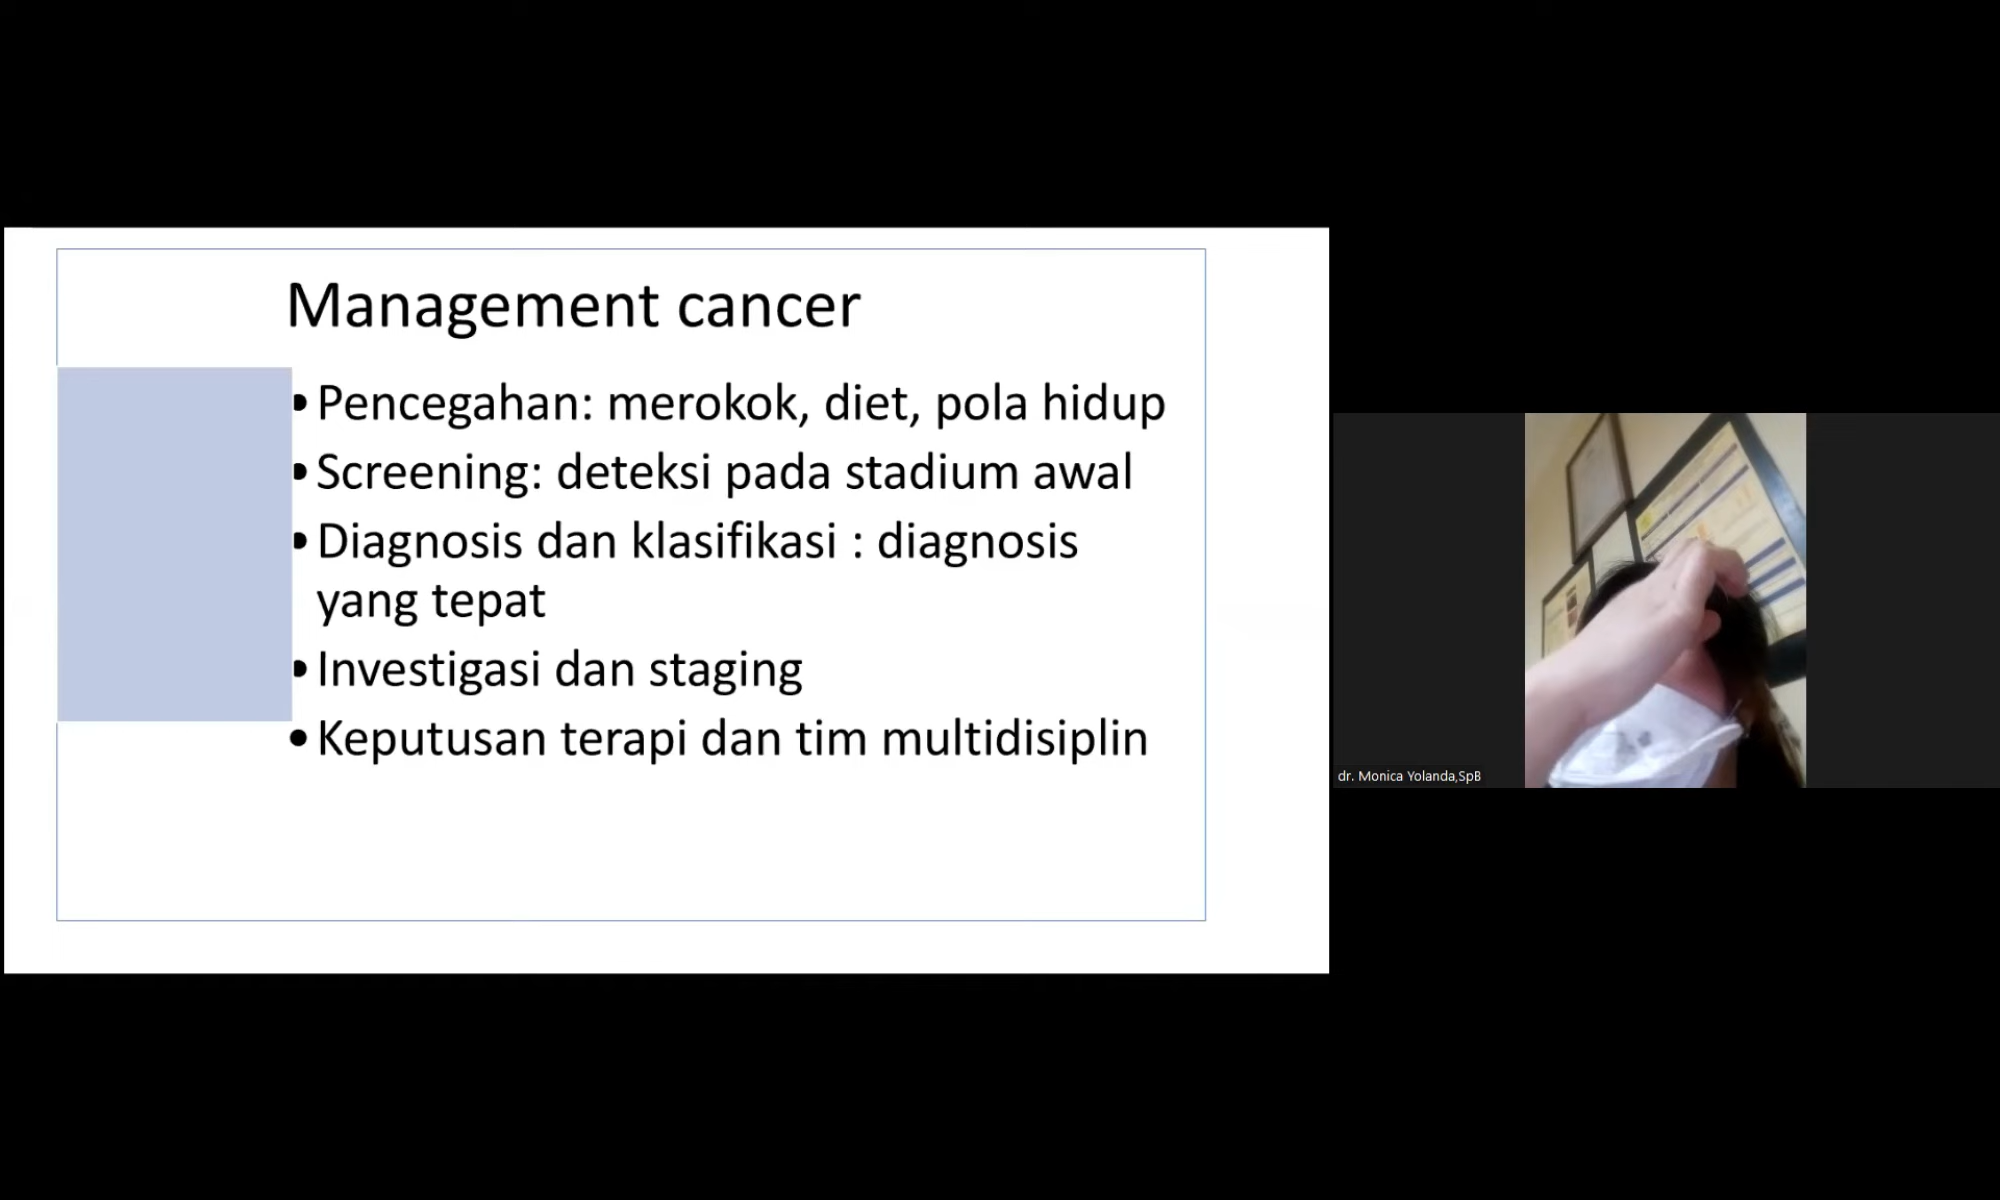 Management cancer
• Pencegahan: merokok, diet, pola hidup
• Screening: deteksi pada stadium awal
• Diagnosis dan klasifikasi : diagnosis
yang tepat
• Investigasi dan staging
• Keputusan terapi dan tim multidisiplin
dr. Monica Yolanda,SpB